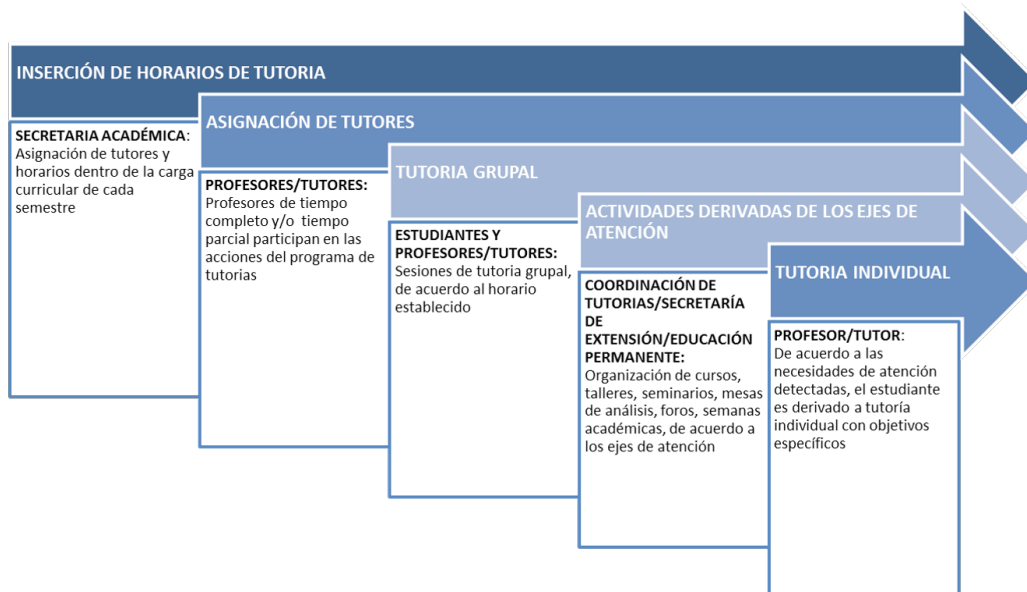 INSERCIÓN DE HORARIOS DE TUTORIA
SECRETARIA ACADÉMICA:
Asignación de tutores y
horarios dentro de la carga
curricular de cada
semestre
ASIGNACIÓN DE TUTORES
PROFESORES/TUTORES:
Profesores de tiempo
completo y/o tiempo
parcial participan en las
acciones del programa de
tutorias
TUTORIA GRUPAL
ESTUDIANTES Y
PROFESORES/TUTORES:
Sesiones de tutoria grupal,
de acuerdo al horario
establecido
ACTIVIDADES DERIVADAS DE LOS EJES DE
ATENCIÓN
COORDINACIÓN DE
TUTORIAS/SECRETARÍA
DE
EXTENSIÓN/EDUCACIÓN
PERMANENTE:
Organización de cursos,
talleres, seminarios, mesas
de análisis, foros, semanas
académicas, de acuerdo a
los ejes de atención
TUTORIA INDIVIDUAL
PROFESOR/TUTOR:
De acuerdo a las
necesidades de atención
detectadas, el estudiante
es derivado a tutoría
individual con objetivos
específicos